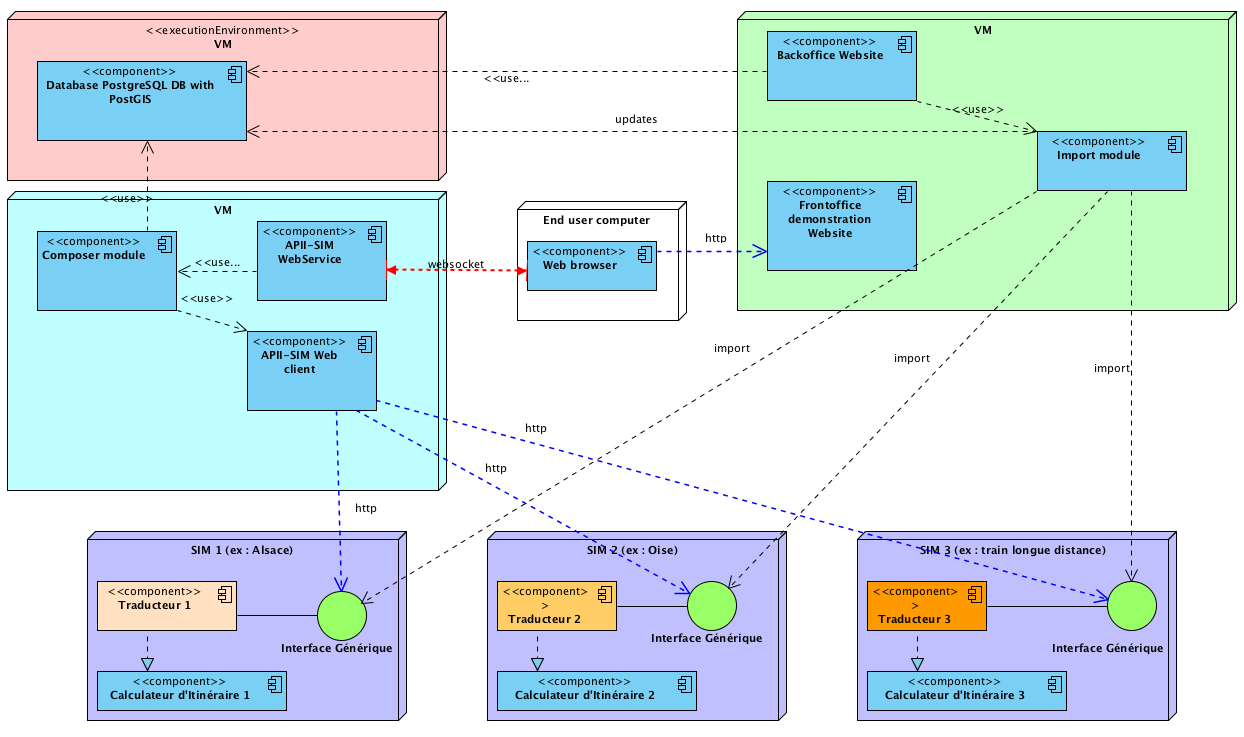 <<executionEnvironment>>
VM
<<component>>
Database PostgreSQL DB with
PostGIS
VM
<<component>>
Backoffice Website
<<use...
<<use>>
updates
<<component>>
Import module
<<use>>
VM
<<component>>
Composer module
<<component>>
APII-SIM
WebService
<<use...
<<use>>
<<component>>
APII-SIM Web
client
websocket
End user computer
<<component>>
Web browser
http
<<component>>
Frontoffice
demonstration
Website
import
import
import
http
http
http
SIM 1 (ex : Alsace)
<<component>>
Traducteur 1
Interface Générique
<<component>>
Calculateur d'Itinéraire 1
SIM 2 (ex : Oise)
<<component>
>
Traducteur 2
Interface Générique
<<component>>
Calculateur d'Itinéraire 2
SIM 3 (ex : train longue distance)
<<component>
>
Traducteur 3
Interface Générique
<<component>>
Calculateur d'Itinéraire 3